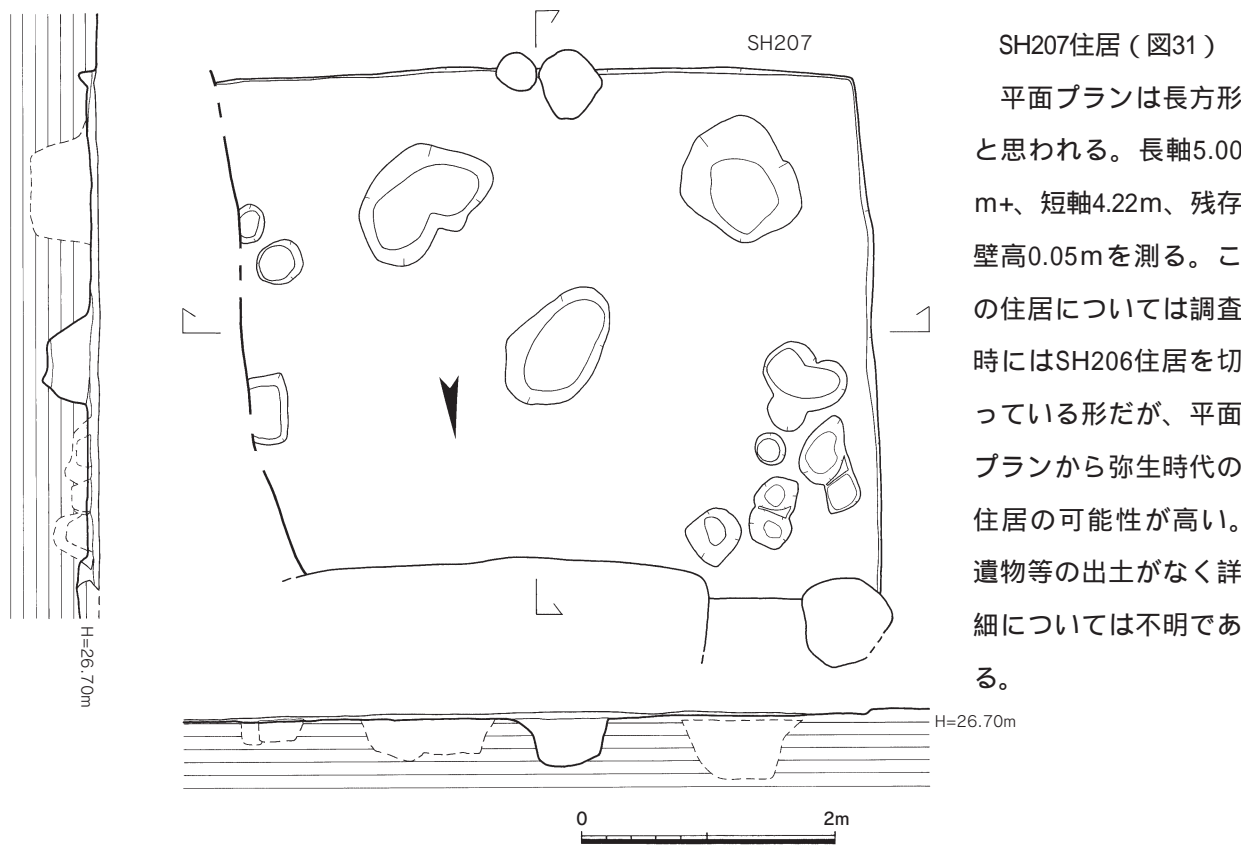 SH207
SH207住居（図31）
平面プランは長方形
と思われる。長軸5.00
m+、短軸4.22m、残存
壁高0.05mを測る。こ
の住居については調査
時にはSH206住居を切
っている形だが、平面
プランから弥生時代の
住居の可能性が高い。
遺物等の出土がなく詳
細については不明であ
る。
H=26.70m
H=26.70m
0 2m